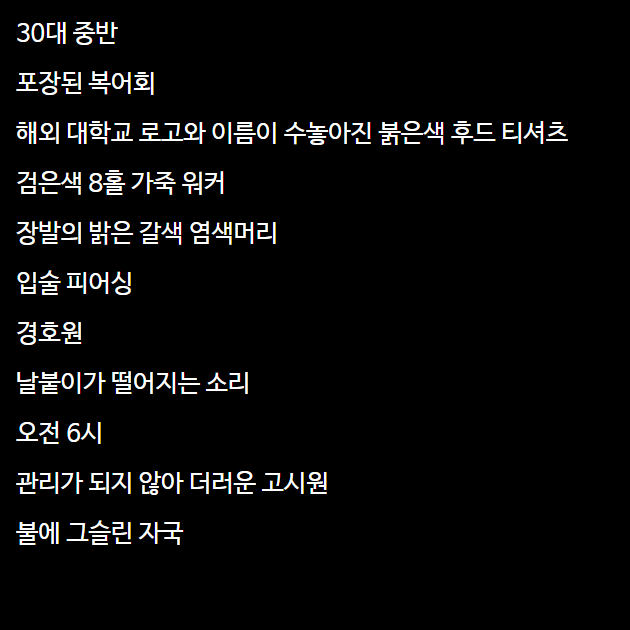 30대 중반
포장된 복어회
해외 대학교 로고와 이름이 수놓아진 붉은색 후드 티셔츠
검은색 8홀 가죽 워커
장발의 밝은 갈색 염색머리
입술 피어싱
경호원
날붙이가 떨어지는 소리
오전 6시
관리가 되지 않아 더러운 고시원
불에 그슬린 자국